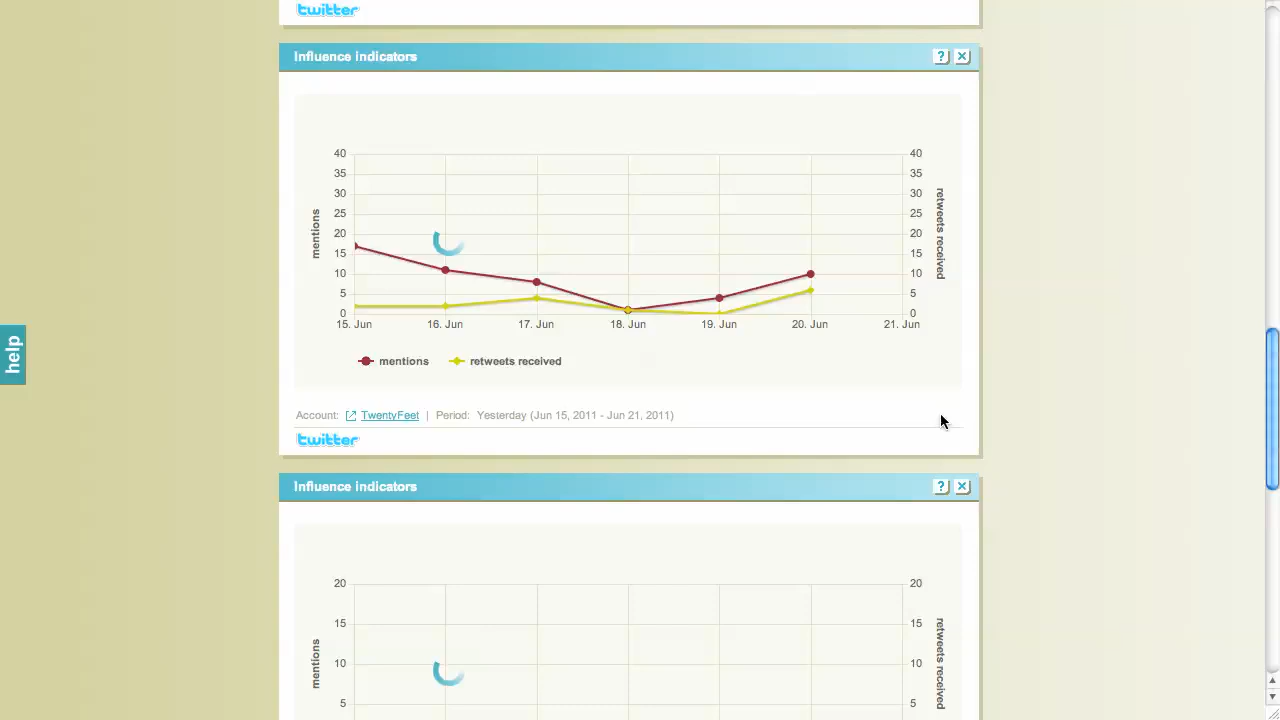 twitter
Influence indicators ? ×
40 40
35 35
30 30
25 25
20 20
15 15
10 10
5 5
0 0
mentions
retweets received
15. Jun 16. Jun 17. Jun 18. Jun 19. Jun 20. Jun 21. Jun
mentions retweets received
help
Account: TwentyFeet | Period: Yesterday (Jun 15, 2011 - Jun 21, 2011)
twitter
Influence indicators ? ×
20 20
15 15
10 10
5 5
mentions
retweets received